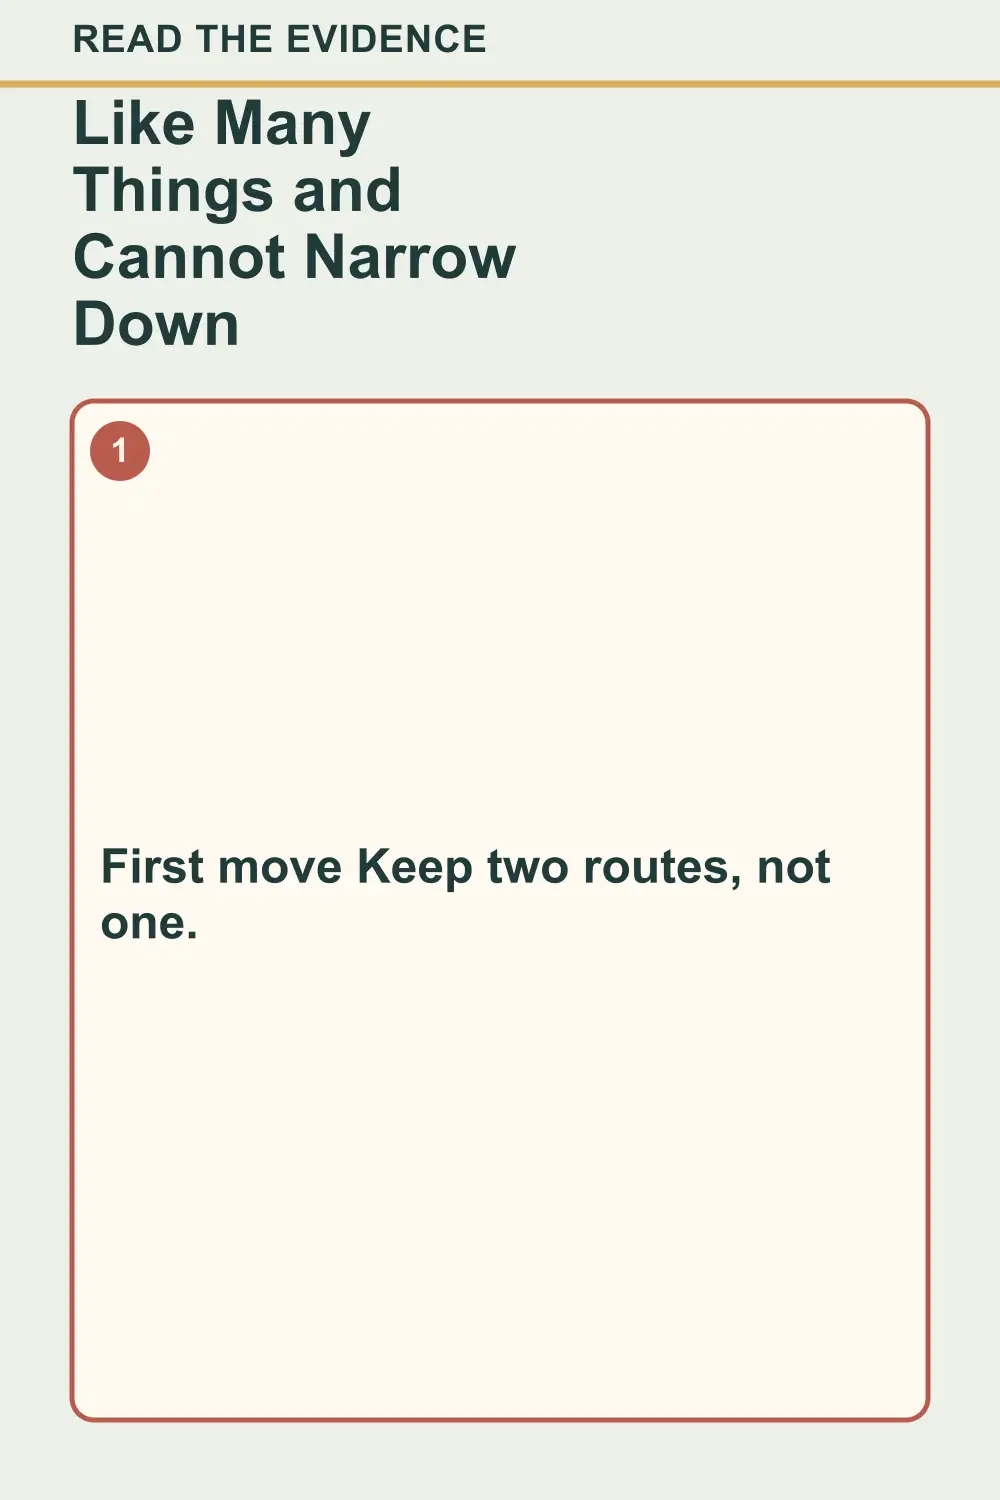 READ THE EVIDENCE
Like Many
Things and
Cannot Narrow
Down
1
First move Keep two routes, not
one.